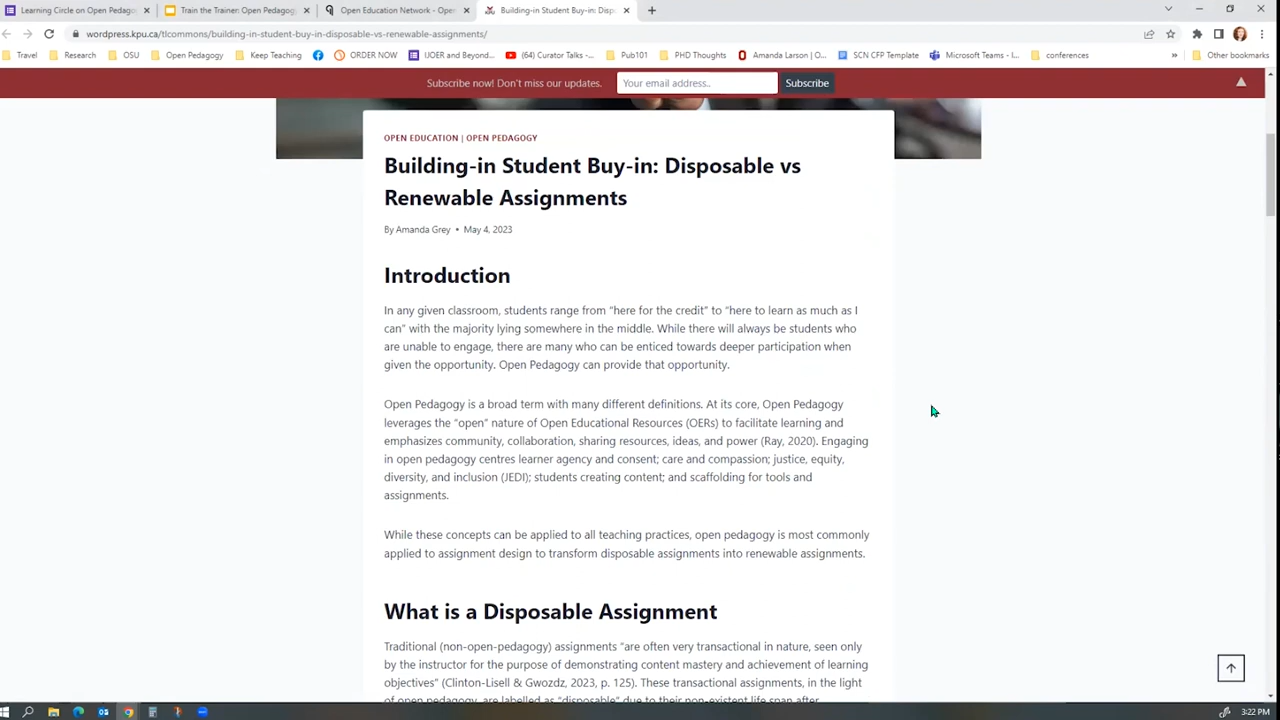 Learning Circle on Open Pedago
Train the Trainer: Open Pedagogy
Open Education Network - Open
Building-in Student Buy-in: Disp
wordpress.kpu.ca/tlcommons/building-in-student-buy-in-disposable-vs-renewable-assignments/
Travel
Research
OSU
Open Pedagogy
Keep Teaching
ORDER NOW
IJOER and Beyond...
(64) Curator Talks -...
Pub101
PHD Thoughts
Amanda Larson | O...
SCN CFP Template
Microsoft Teams - I...
conferences
»
Other bookmarks
Subscribe now! Don't miss our updates.
Your email address..
Subscribe
OPEN EDUCATION | OPEN PEDAGOGY
Building-in Student Buy-in: Disposable vs
Renewable Assignments
By Amanda Grey • May 4, 2023
Introduction
In any given classroom, students range from “here for the credit” to “here to learn as much as I
can” with the majority lying somewhere in the middle. While there will always be students who
are unable to engage, there are many who can be enticed towards deeper participation when
given the opportunity. Open Pedagogy can provide that opportunity.
Open Pedagogy is a broad term with many different definitions. At its core, Open Pedagogy
leverages the “open” nature of Open Educational Resources (OERs) to facilitate learning and
emphasizes community, collaboration, sharing resources, ideas, and power (Ray, 2020). Engaging
in open pedagogy centres learner agency and consent; care and compassion; justice, equity,
diversity, and inclusion (JEDI); students creating content; and scaffolding for tools and
assignments.
While these concepts can be applied to all teaching practices, open pedagogy is most commonly
applied to assignment design to transform disposable assignments into renewable assignments.
What is a Disposable Assignment
Traditional (non-open-pedagogy) assignments “are often very transactional in nature, seen only
by the instructor for the purpose of demonstrating content mastery and achievement of learning
objectives” (Clinton-Lisell & Gwozdz, 2023, p. 125). These transactional assignments, in the light
of open pedagogy, are labelled as “disposable” due to their non-existent life span after
3:22 PM